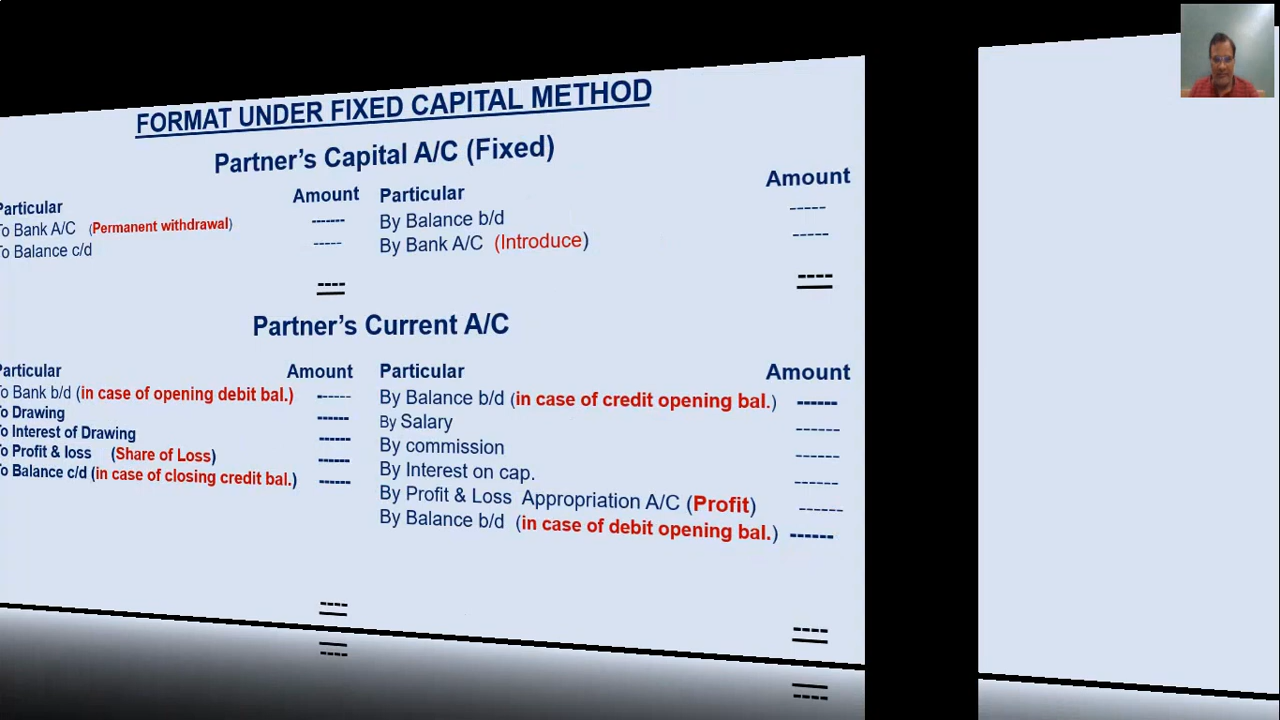 FORMAT UNDER FIXED CAPITAL METHOD
Partner's Capital A/C (Fixed)
Particular Amount Particular Amount
To Bank A/C (Permanent withdrawal) ------- By Balance b/d -----
To Balance c/d ----- By Bank A/C (Introduce) -----
---- ----
Partner's Current A/C
Particular Amount Particular Amount
To Bank b/d (in case of opening debit bal.) ------ By Balance b/d (in case of credit opening bal.) ------
To Drawing ------ By Salary ------
To Interest of Drawing ------ By commission ------
To Profit & loss (Share of Loss) ------ By Interest on cap. ------
To Balance c/d (in case of closing credit bal.) ------ By Profit & Loss Appropriation A/C (Profit) ------
By Balance b/d (in case of debit opening bal.) ------
---- ----